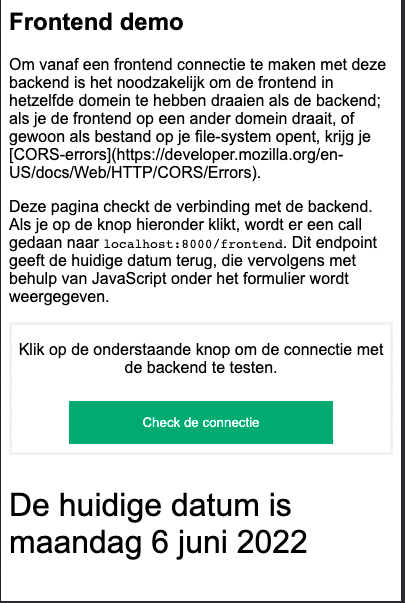 Frontend demo
Om vanaf een frontend connectie te maken met deze
backend is het noodzakelijk om de frontend in
hetzelfde domein te hebben draaien als de backend;
als je de frontend op een ander domein draait, of
gewoon als bestand op je file-system opent, krijg je
[CORS-errors](https://developer.mozilla.org/en-
US/docs/Web/HTTP/CORS/Errors).
Deze pagina checkt de verbinding met de backend.
Als je op de knop hieronder klikt, wordt er een call
gedaan naar localhost:8000/frontend. Dit endpoint
geeft de huidige datum terug, die vervolgens met
behulp van JavaScript onder het formulier wordt
weergegeven.
Klik op de onderstaande knop om de connectie met
de backend te testen.
Check de connectie
De huidige datum is
maandag 6 juni 2022